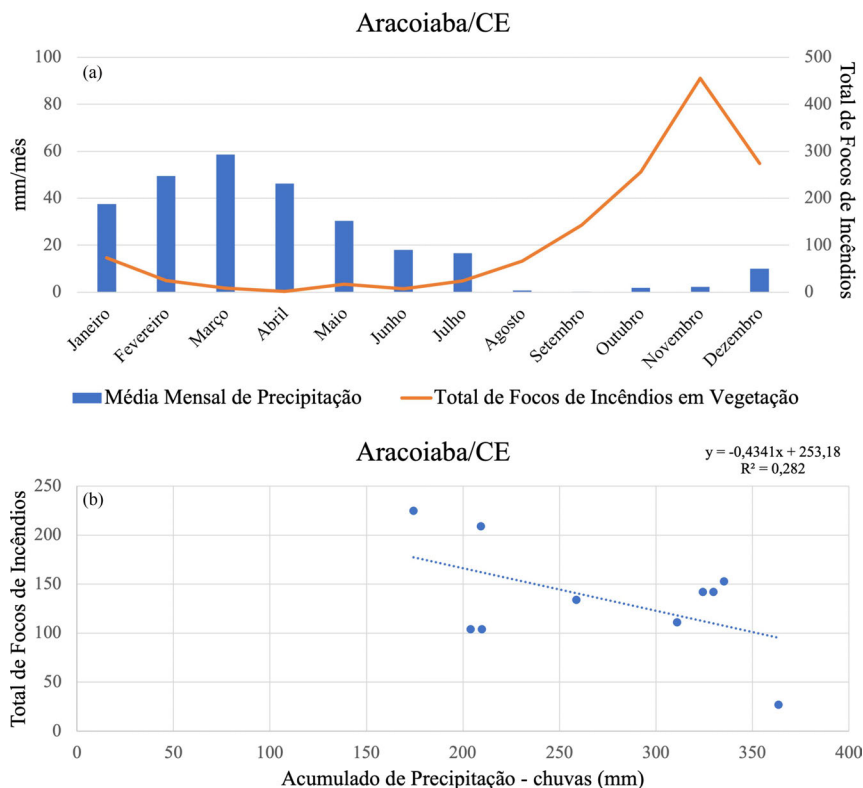 Aracoiaba/CE
(a)
100
80
60
40
20
0
mm/mês
500
400
300
200
100
0
Total de Focos de Incêndios
Janeiro
Fevereiro
Março
Abril
Maio
Junho
Julho
Agosto
Setembro
Outubro
Novembro
Dezembro
Média Mensal de Precipitação
Total de Focos de Incêndios em Vegetação
Aracoiaba/CE
y = -0,4341x + 253,18
R² = 0,282
(b)
250
200
150
100
50
0
Total de Focos de Incêndios
0 50 100 150 200 250 300 350 400
Acumulado de Precipitação - chuvas (mm)